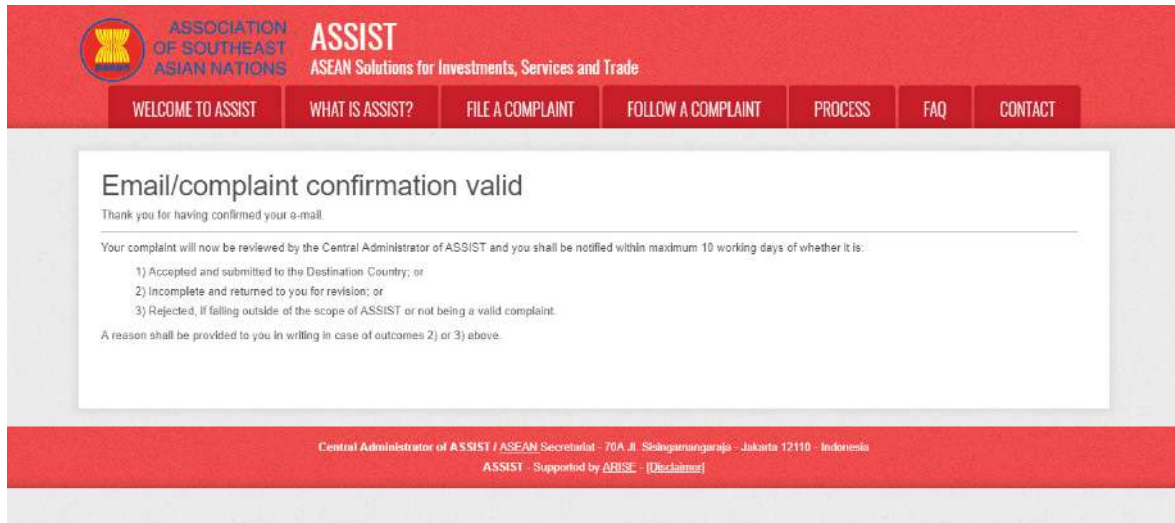 ASSOCIATION
OF SOUTHEAST
ASIAN NATIONS
ASSIST
ASEAN Solutions for Investments, Services and Trade
WELCOME TO ASSIST WHAT IS ASSIST? FILE A COMPLAINT FOLLOW A COMPLAINT PROCESS FAQ CONTACT
Email/complaint confirmation valid
Thank you for having confirmed your e-mail.
Your complaint will now be reviewed by the Central Administrator of ASSIST and you shall be notified within maximum 10 working days of whether it is:
1) Accepted and submitted to the Destination Country; or
2) Incomplete and returned to you for revision; or
3) Rejected, if falling outside of the scope of ASSIST or not being a valid complaint.
A reason shall be provided to you in writing in case of outcomes 2) or 3) above.
Central Administrator of ASSIST / ASEAN Secretariat - 70A Jl. Sisingamangaraja - Jakarta 12110 - Indonesia
ASSIST - Supported by ARISE - [Disclaimer]